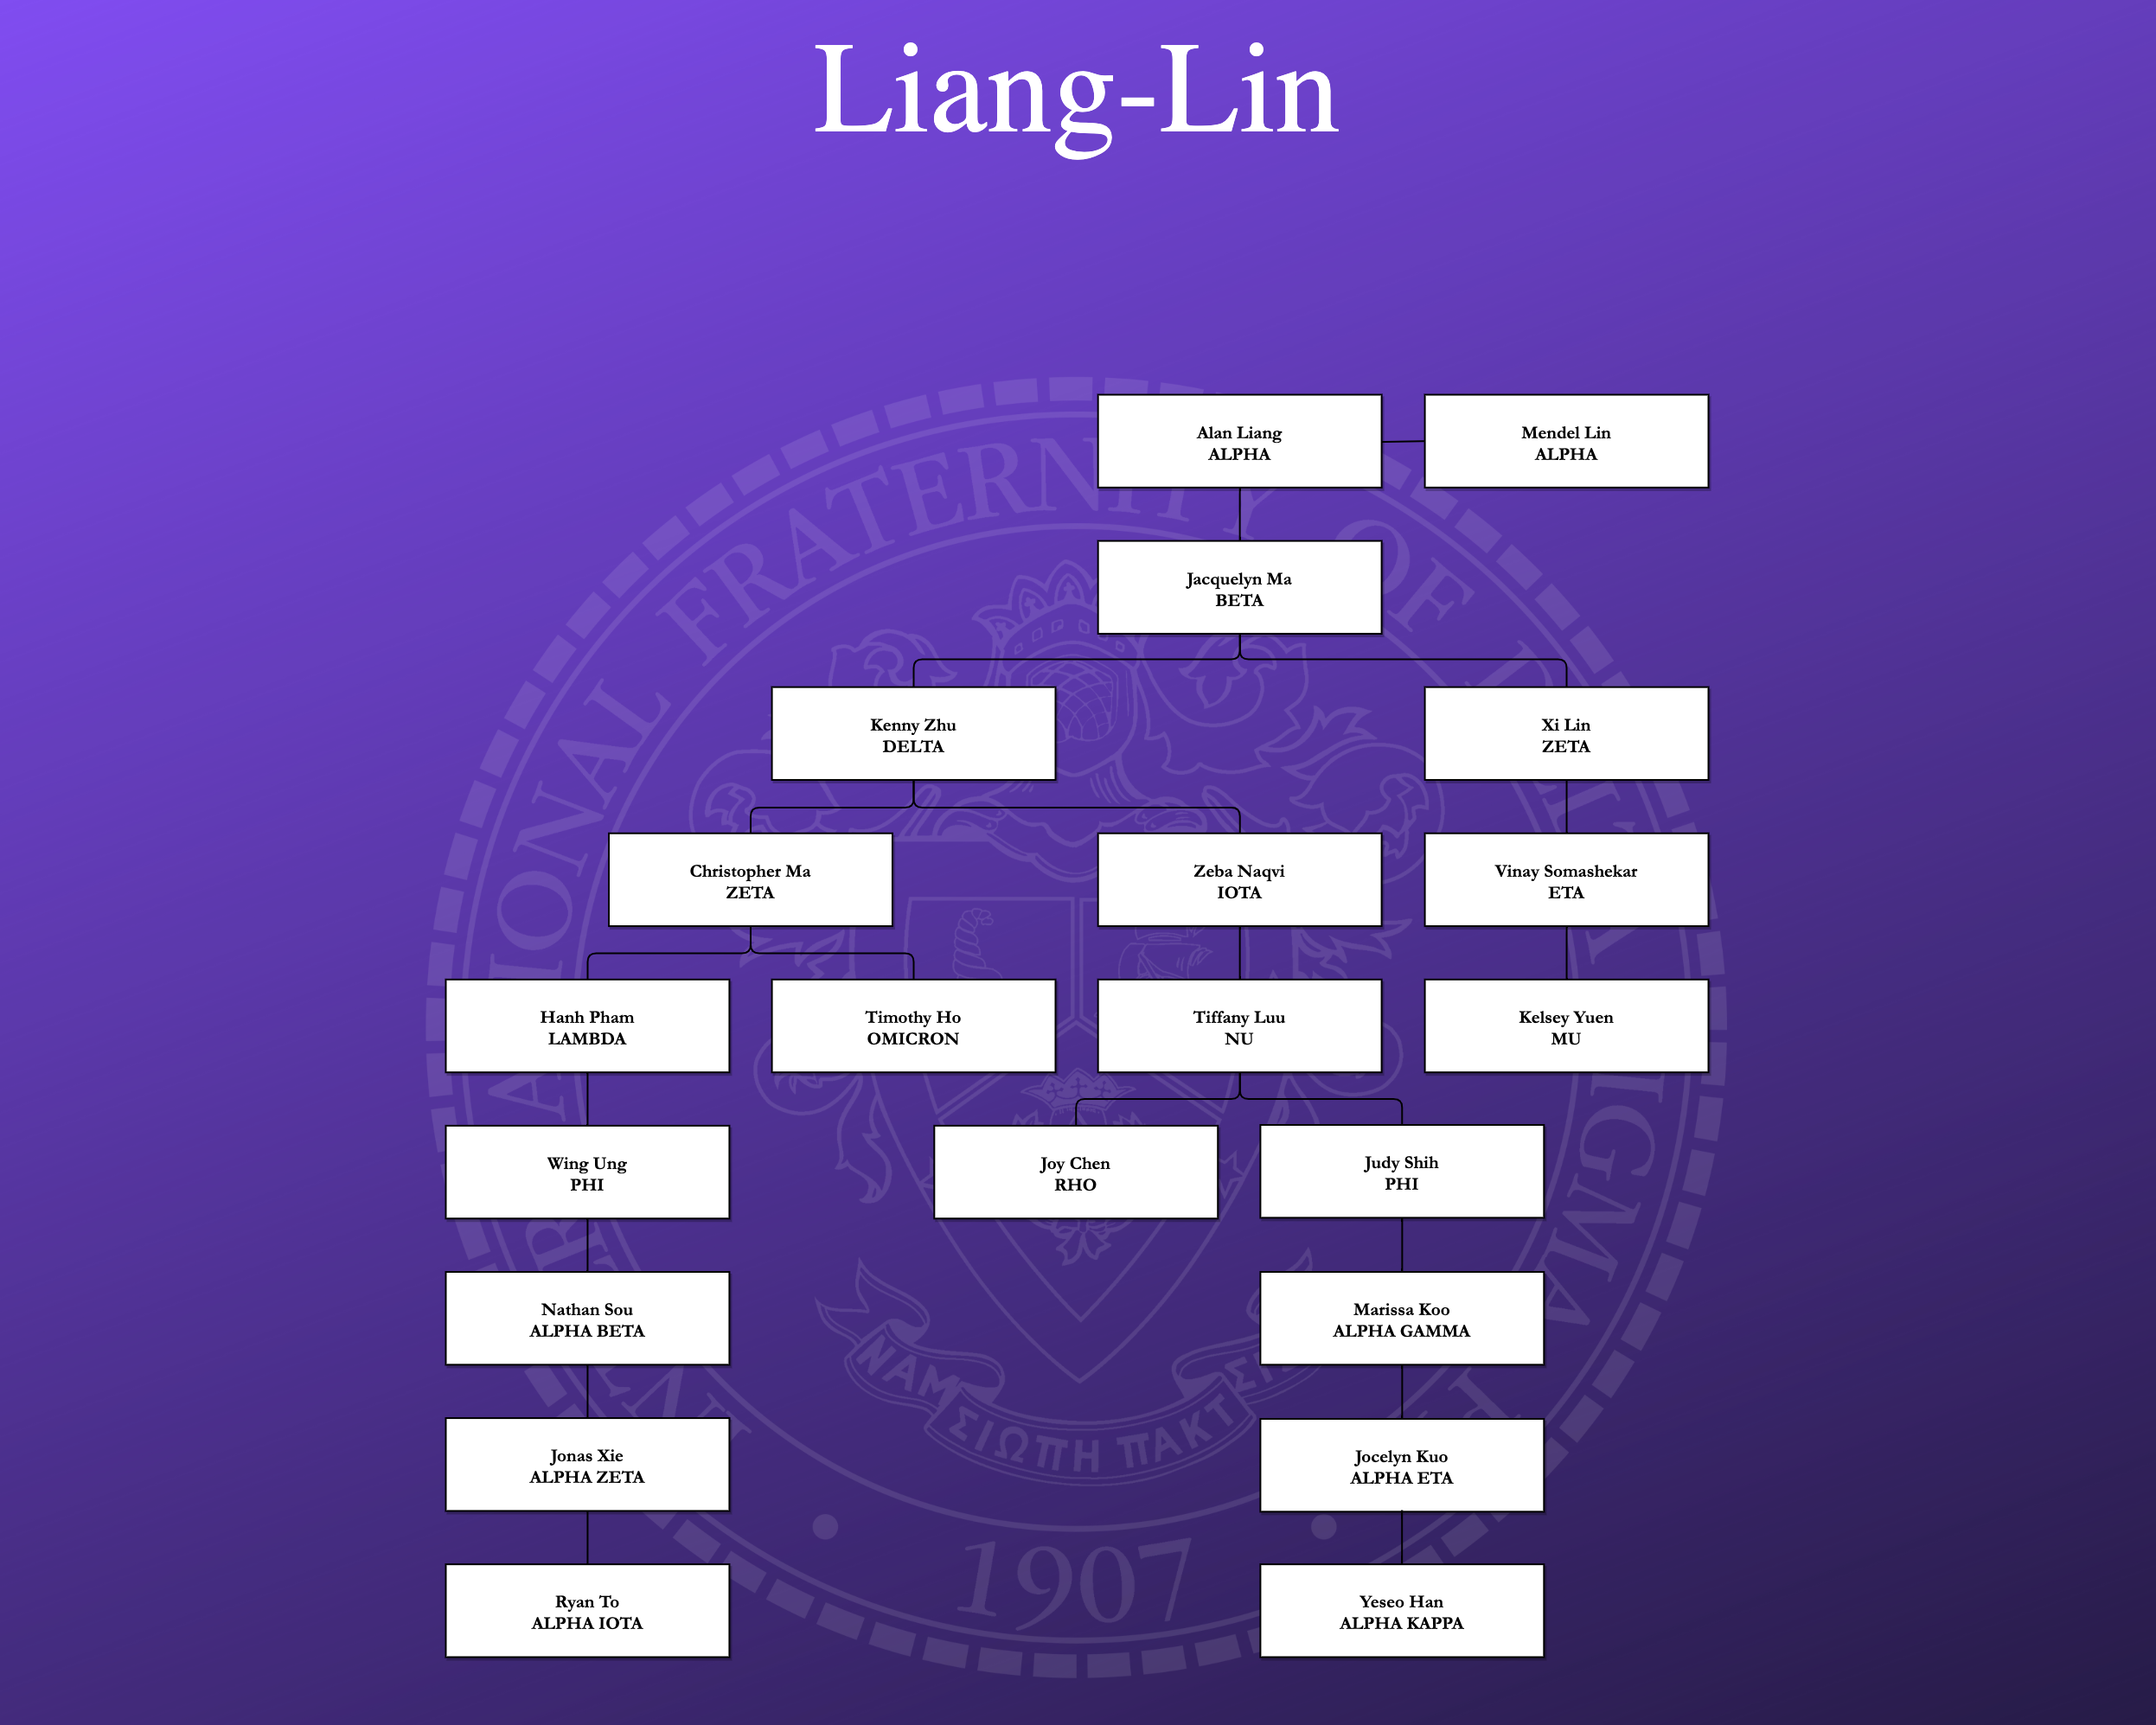 Liang-Lin
Alan Liang
ALPHA
Mendel Lin
ALPHA
Jacquelyn Ma
BETA
Kenny Zhu
DELTA
Xi Lin
ZETA
Christopher Ma
ZETA
Zeba Naqvi
IOTA
Vinay Somashekar
ETA
Hanh Pham
LAMBDA
Timothy Ho
OMICRON
Tiffany Luu
NU
Kelsey Yuen
MU
Wing Ung
PHI
Joy Chen
RHO
Judy Shih
PHI
Nathan Sou
ALPHA BETA
Marissa Koo
ALPHA GAMMA
Jonas Xie
ALPHA ZETA
Jocelyn Kuo
ALPHA ETA
Ryan To
ALPHA IOTA
Yeseo Han
ALPHA KAPPA
FRATERNITY OF
ΣΙΩΠΗ ΠΑΚΤ
1907